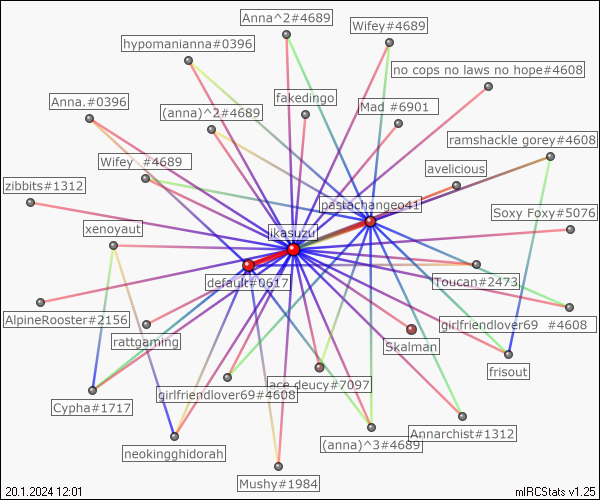 Anna^2#4689
Wifey#4689
hypomanianna#0396
no cops no laws no hope#4608
fakedingo
Anna.#0396
(anna)^2#4689
Mad #6901
ramshackle gorey#4608
Wifey #4689
avelicious
zibbits#1312
pastachangeo41
Soxy Foxy#5076
xenoyaut
ikasuzu
default#0617
Toucan#2473
AlpineRooster#2156
girlfriendlover69 #4608
rattgaming
Skalman
frisout
ace_deucy#7097
girlfriendlover69#4608
Cypha#1717
Annarchist#1312
(anna)^3#4689
neokingghidorah
Mushy#1984
20.1.2024 12:01
mIRCStats v1.25